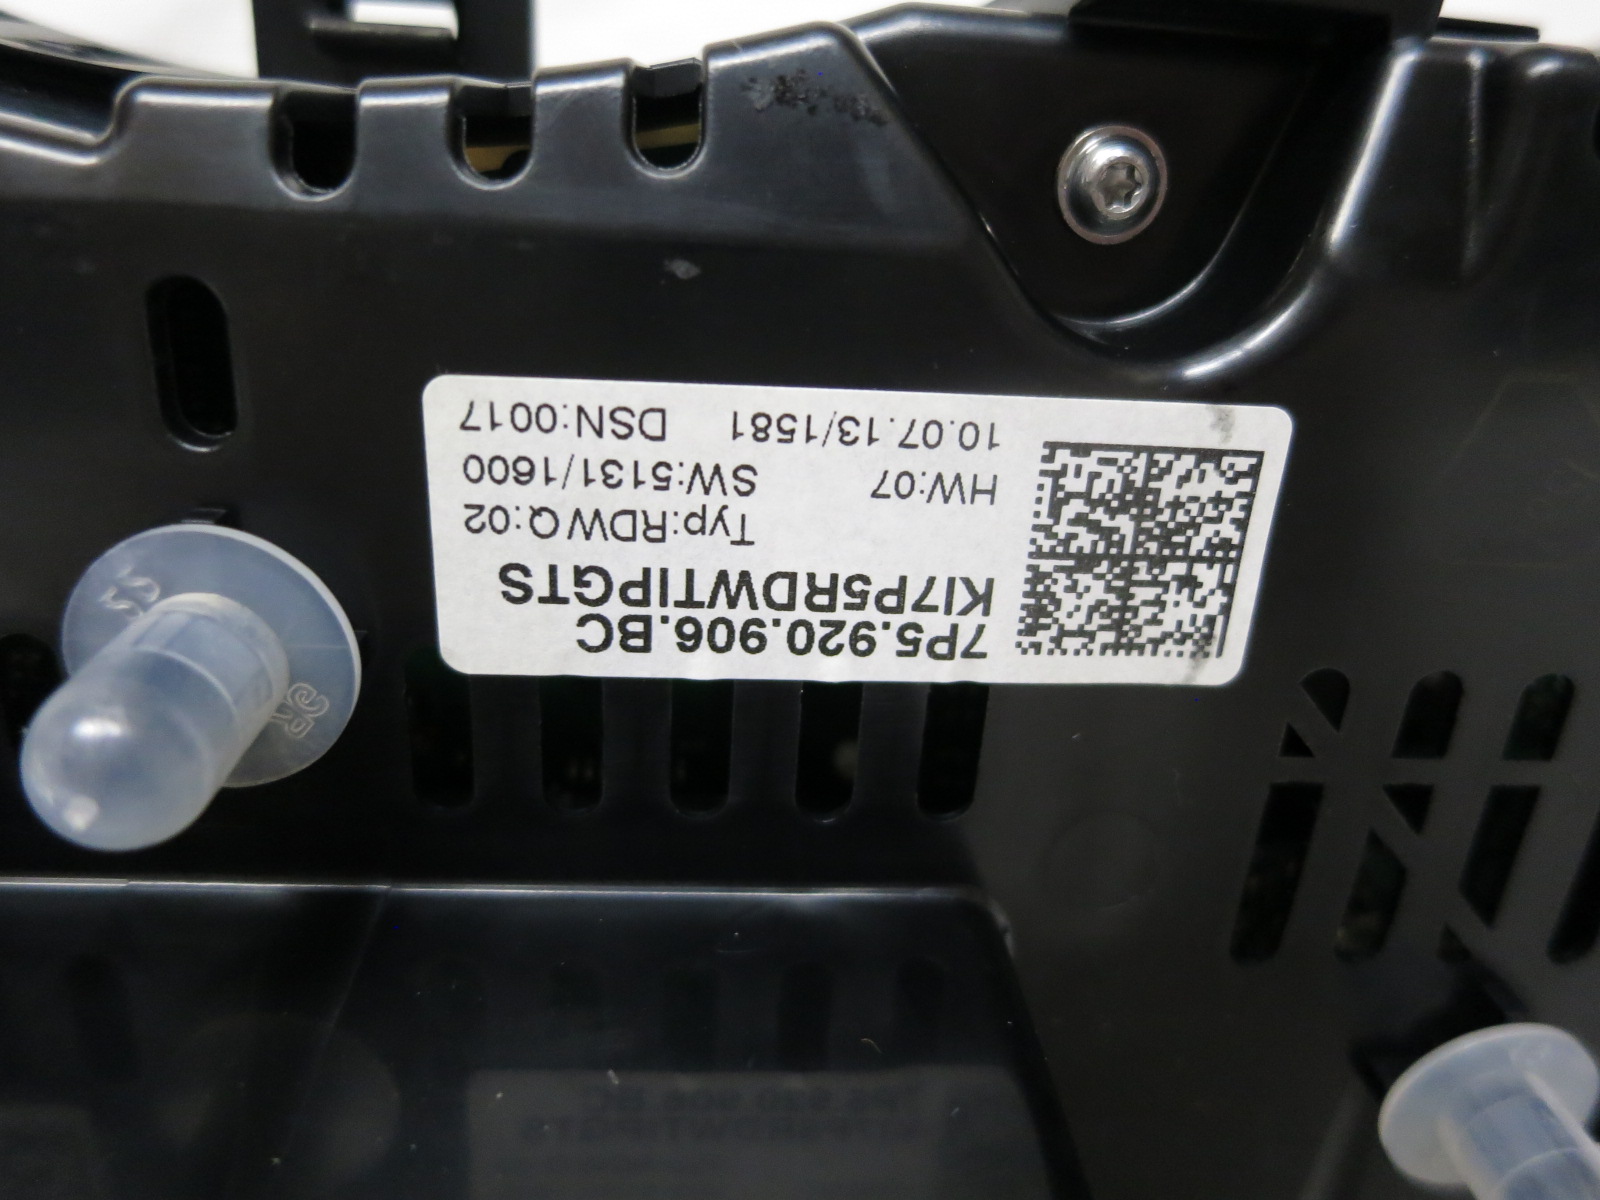 7P5.920.906.BC
KI7P5RDWTIPGTS
Typ:RDW Q:02
HW:07 SW:5131/1600
10.07.13/1581 DSN:0017